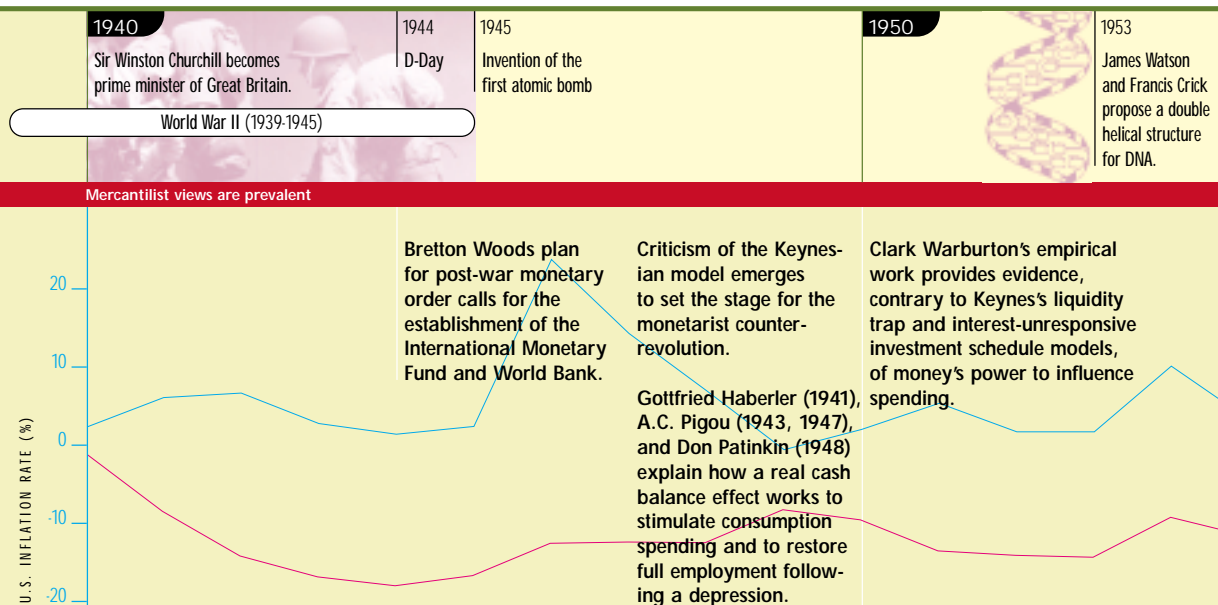 1940
Sir Winston Churchill becomes
prime minister of Great Britain.
1944
D-Day
1945
Invention of the
first atomic bomb
1950
1953
James Watson
and Francis Crick
propose a double
helical structure
for DNA.
World War II (1939-1945)
Mercantilist views are prevalent
Bretton Woods plan
for post-war monetary
order calls for the
establishment of the
International Monetary
Fund and World Bank.
Criticism of the Keynes-
ian model emerges
to set the stage for the
monetarist counter-
revolution.
Gottfried Haberler (1941),
A.C. Pigou (1943, 1947),
and Don Patinkin (1948)
explain how a real cash
balance effect works to
stimulate consumption
spending and to restore
full employment follow-
ing a depression.
Clark Warburton's empirical
work provides evidence,
contrary to Keynes's liquidity
trap and interest-unresponsive
investment schedule models,
of money's power to influence
spending.
U.S. INFLATION RATE (%)
20
10
0
-10
-20